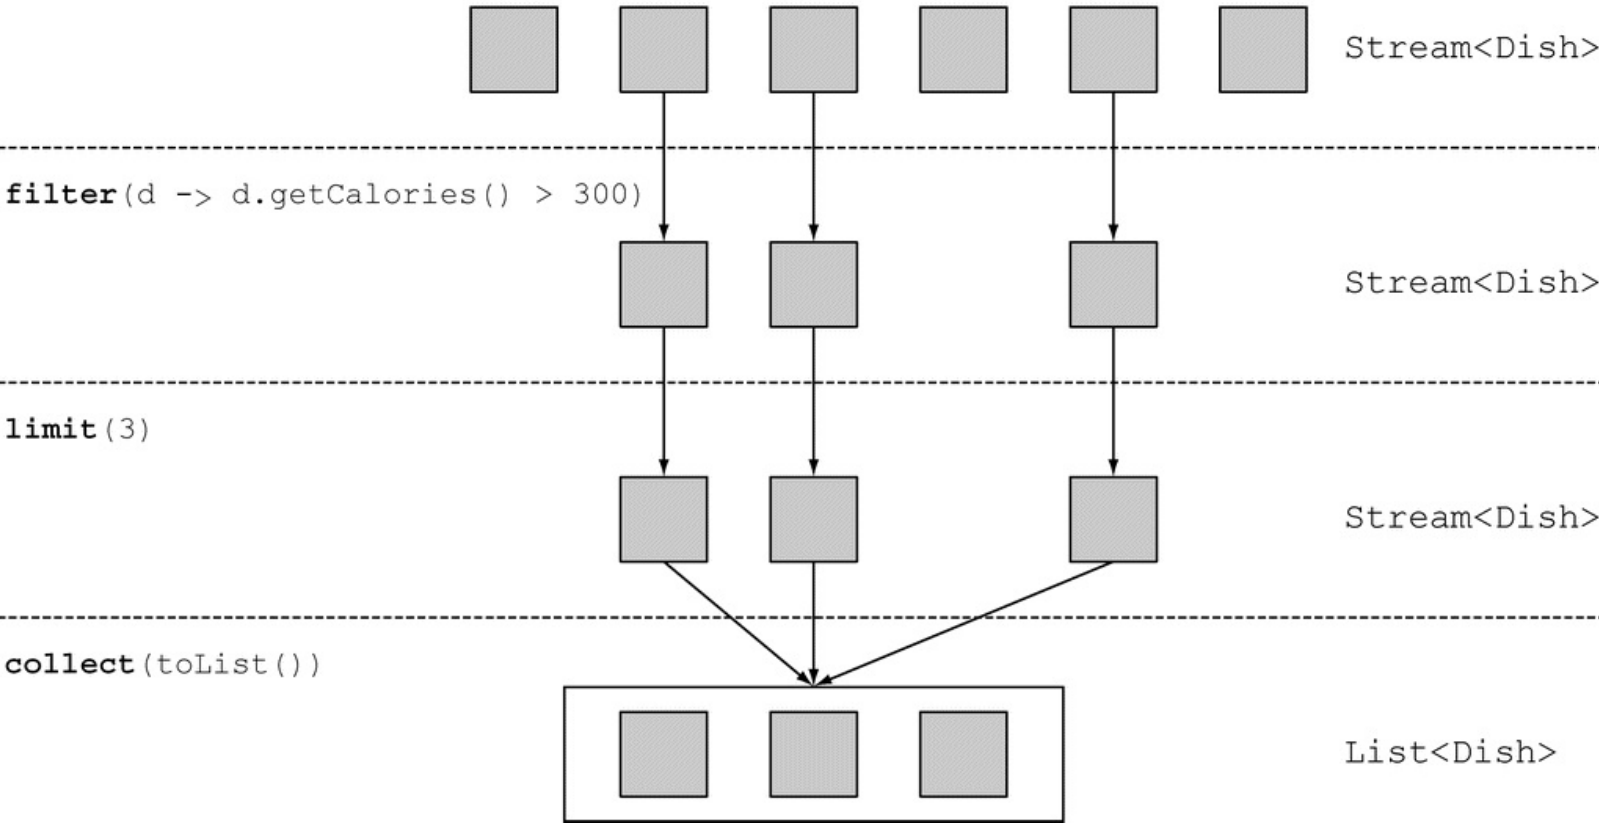 Stream<Dish>
filter(d -> d.getCalories() > 300)
Stream<Dish>
limit(3)
Stream<Dish>
collect(toList())
List<Dish>